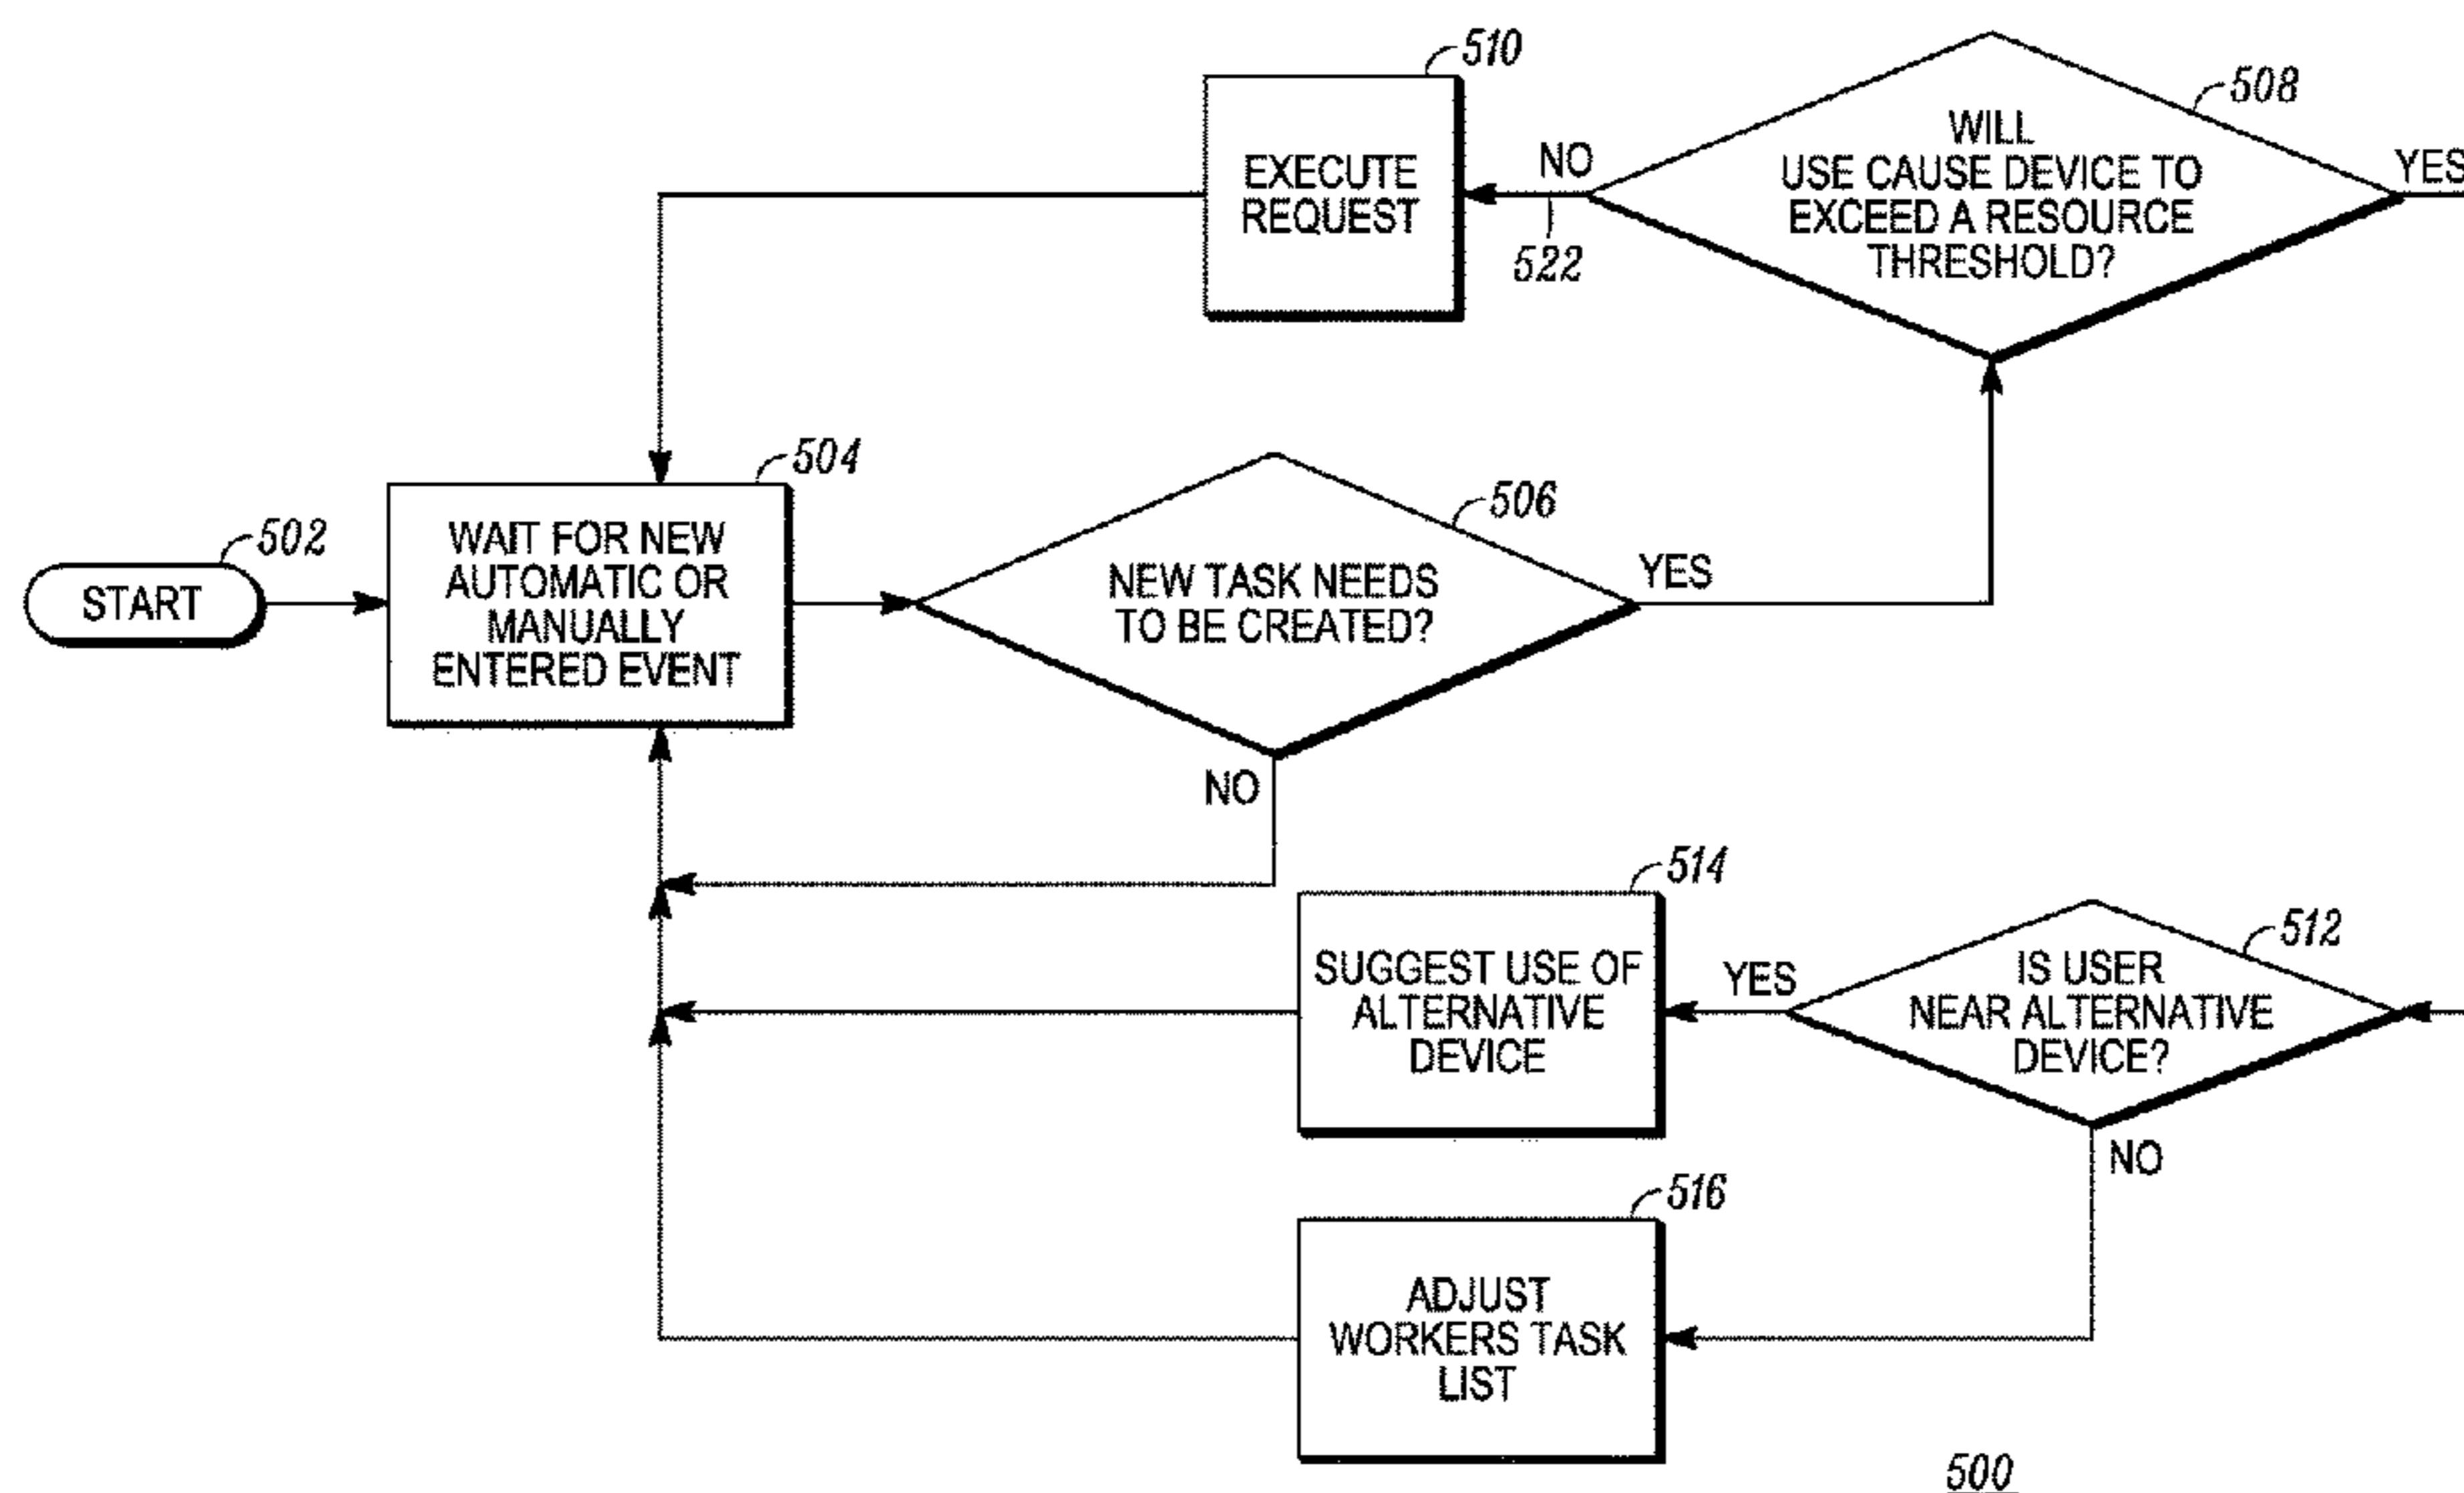 510
508
WILL
USE CAUSE DEVICE TO
EXCEED A RESOURCE
THRESHOLD?
YES
NO
522
EXECUTE
REQUEST
504
502
START
WAIT FOR NEW
AUTOMATIC OR
MANUALLY
ENTERED EVENT
506
NEW TASK NEEDS
TO BE CREATED?
YES
NO
514
SUGGEST USE OF
ALTERNATIVE
DEVICE
YES
512
IS USER
NEAR ALTERNATIVE
DEVICE?
NO
516
ADJUST
WORKERS TASK
LIST
500